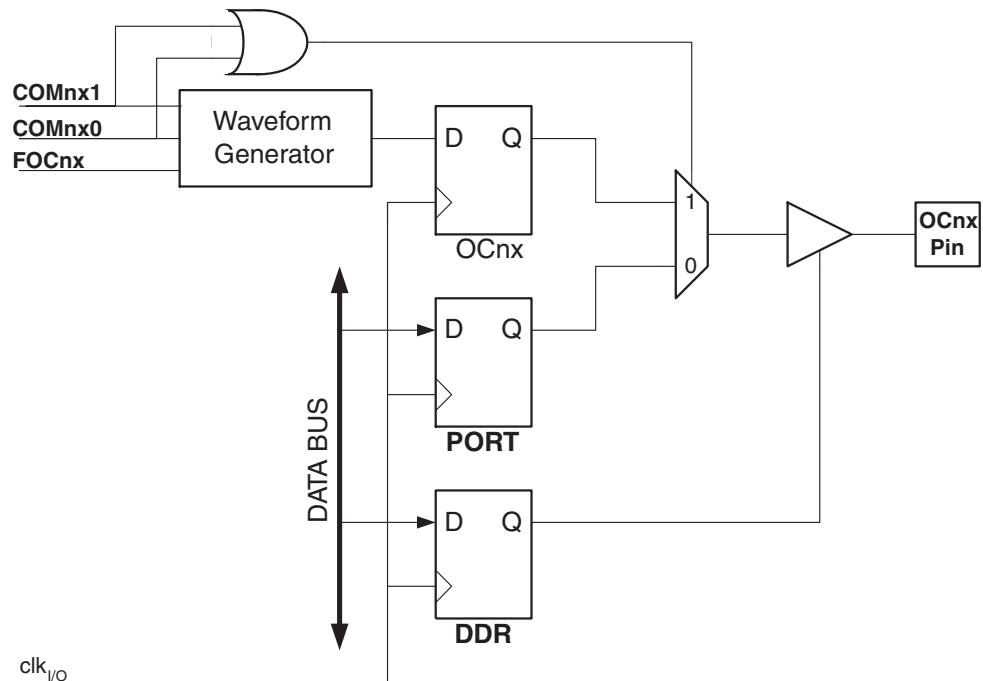 COMnx1
COMnx0
FOCnx
Waveform
Generator
D Q
OCnx
1
0
OCnx
Pin
D Q
PORT
DATA BUS
D Q
DDR
clkI/O